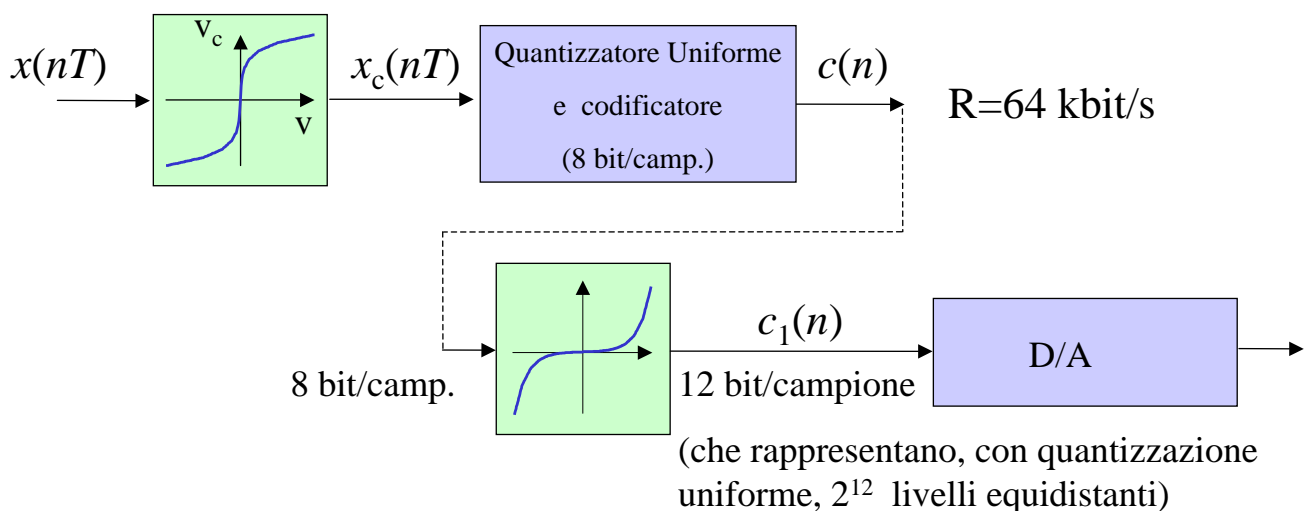 x(nT)
v_c
v
x_c(nT)
Quantizzatore Uniforme
e codificatore
(8 bit/camp.)
c(n)
R=64 kbit/s
8 bit/camp.
c_1(n)
12 bit/campione
D/A
(che rappresentano, con quantizzazione
uniforme, 2^12 livelli equidistanti)